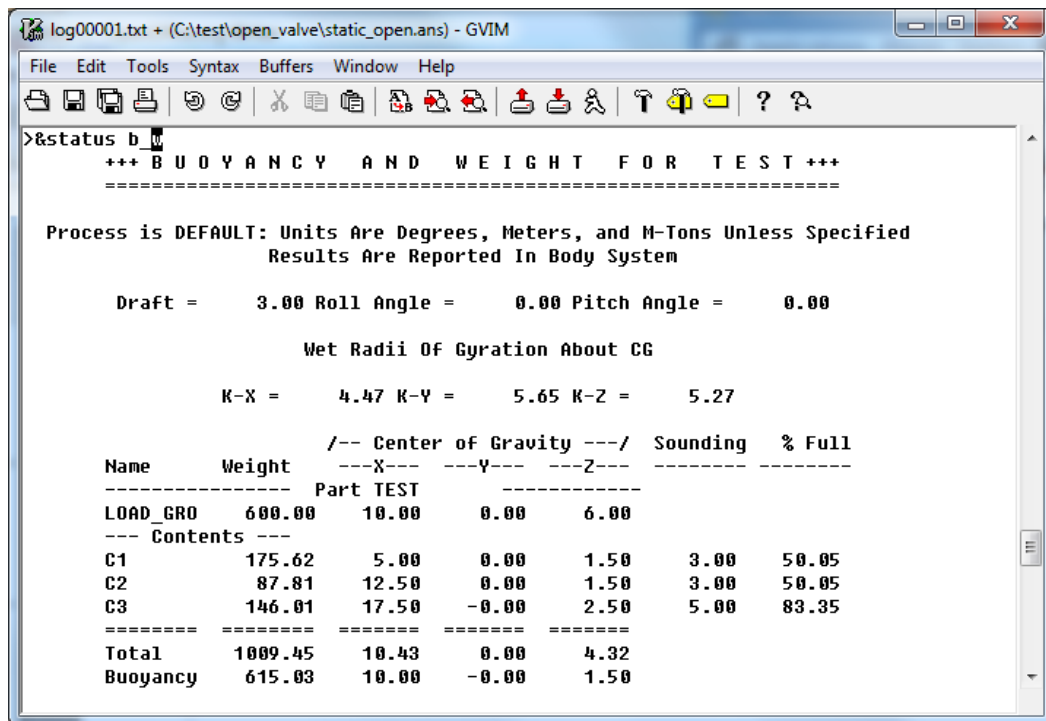 log00001.txt + (C:\test\open_valve\static_open.ans) - GVIM
File Edit Tools Syntax Buffers Window Help
>&status b_w
+++ B U O Y A N C Y   A N D   W E I G H T   F O R   T E S T +++
===============================================================
Process is DEFAULT: Units Are Degrees, Meters, and M-Tons Unless Specified
Results Are Reported In Body System
Draft = 3.00 Roll Angle = 0.00 Pitch Angle = 0.00
Wet Radii Of Gyration About CG
K-X = 4.47 K-Y = 5.65 K-Z = 5.27
/-- Center of Gravity ---/ Sounding % Full
Name Weight ---X--- ---Y--- ---Z--- -------- --------
---------------- Part TEST ------------
LOAD_GRO 600.00 10.00 0.00 6.00
--- Contents ---
C1 175.62 5.00 0.00 1.50 3.00 50.05
C2 87.81 12.50 0.00 1.50 3.00 50.05
C3 146.01 17.50 -0.00 2.50 5.00 83.35
======== ======== ======= ======= =======
Total 1009.45 10.43 0.00 4.32
Buoyancy 615.03 10.00 -0.00 1.50